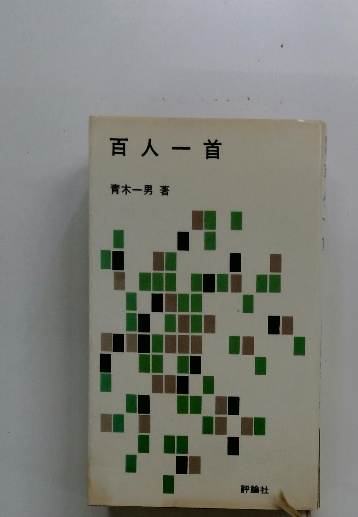 百人一首
青木一男 著
評論社